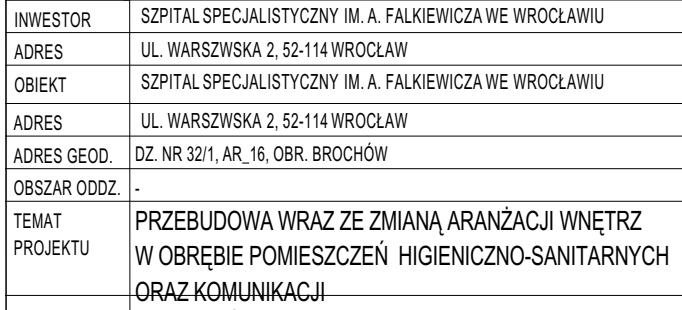 INWESTOR SZPITAL SPECJALISTYCZNY IM. A. FALKIEWICZA WE WROCŁAWIU
ADRES UL. WARSZWSKA 2, 52-114 WROCŁAW
OBIEKT SZPITAL SPECJALISTYCZNY IM. A. FALKIEWICZA WE WROCŁAWIU
ADRES UL. WARSZWSKA 2, 52-114 WROCŁAW
ADRES GEOD. DZ. NR 32/1, AR_16, OBR. BROCHÓW
OBSZAR ODDZ. -
TEMAT PRZEBUDOWA WRAZ ZE ZMIANĄ ARANŻACJI WNĘTRZ
PROJEKTU W OBRĘBIE POMIESZCZEŃ HIGIENICZNO-SANITARNYCH
ORAZ KOMUNIKACJI